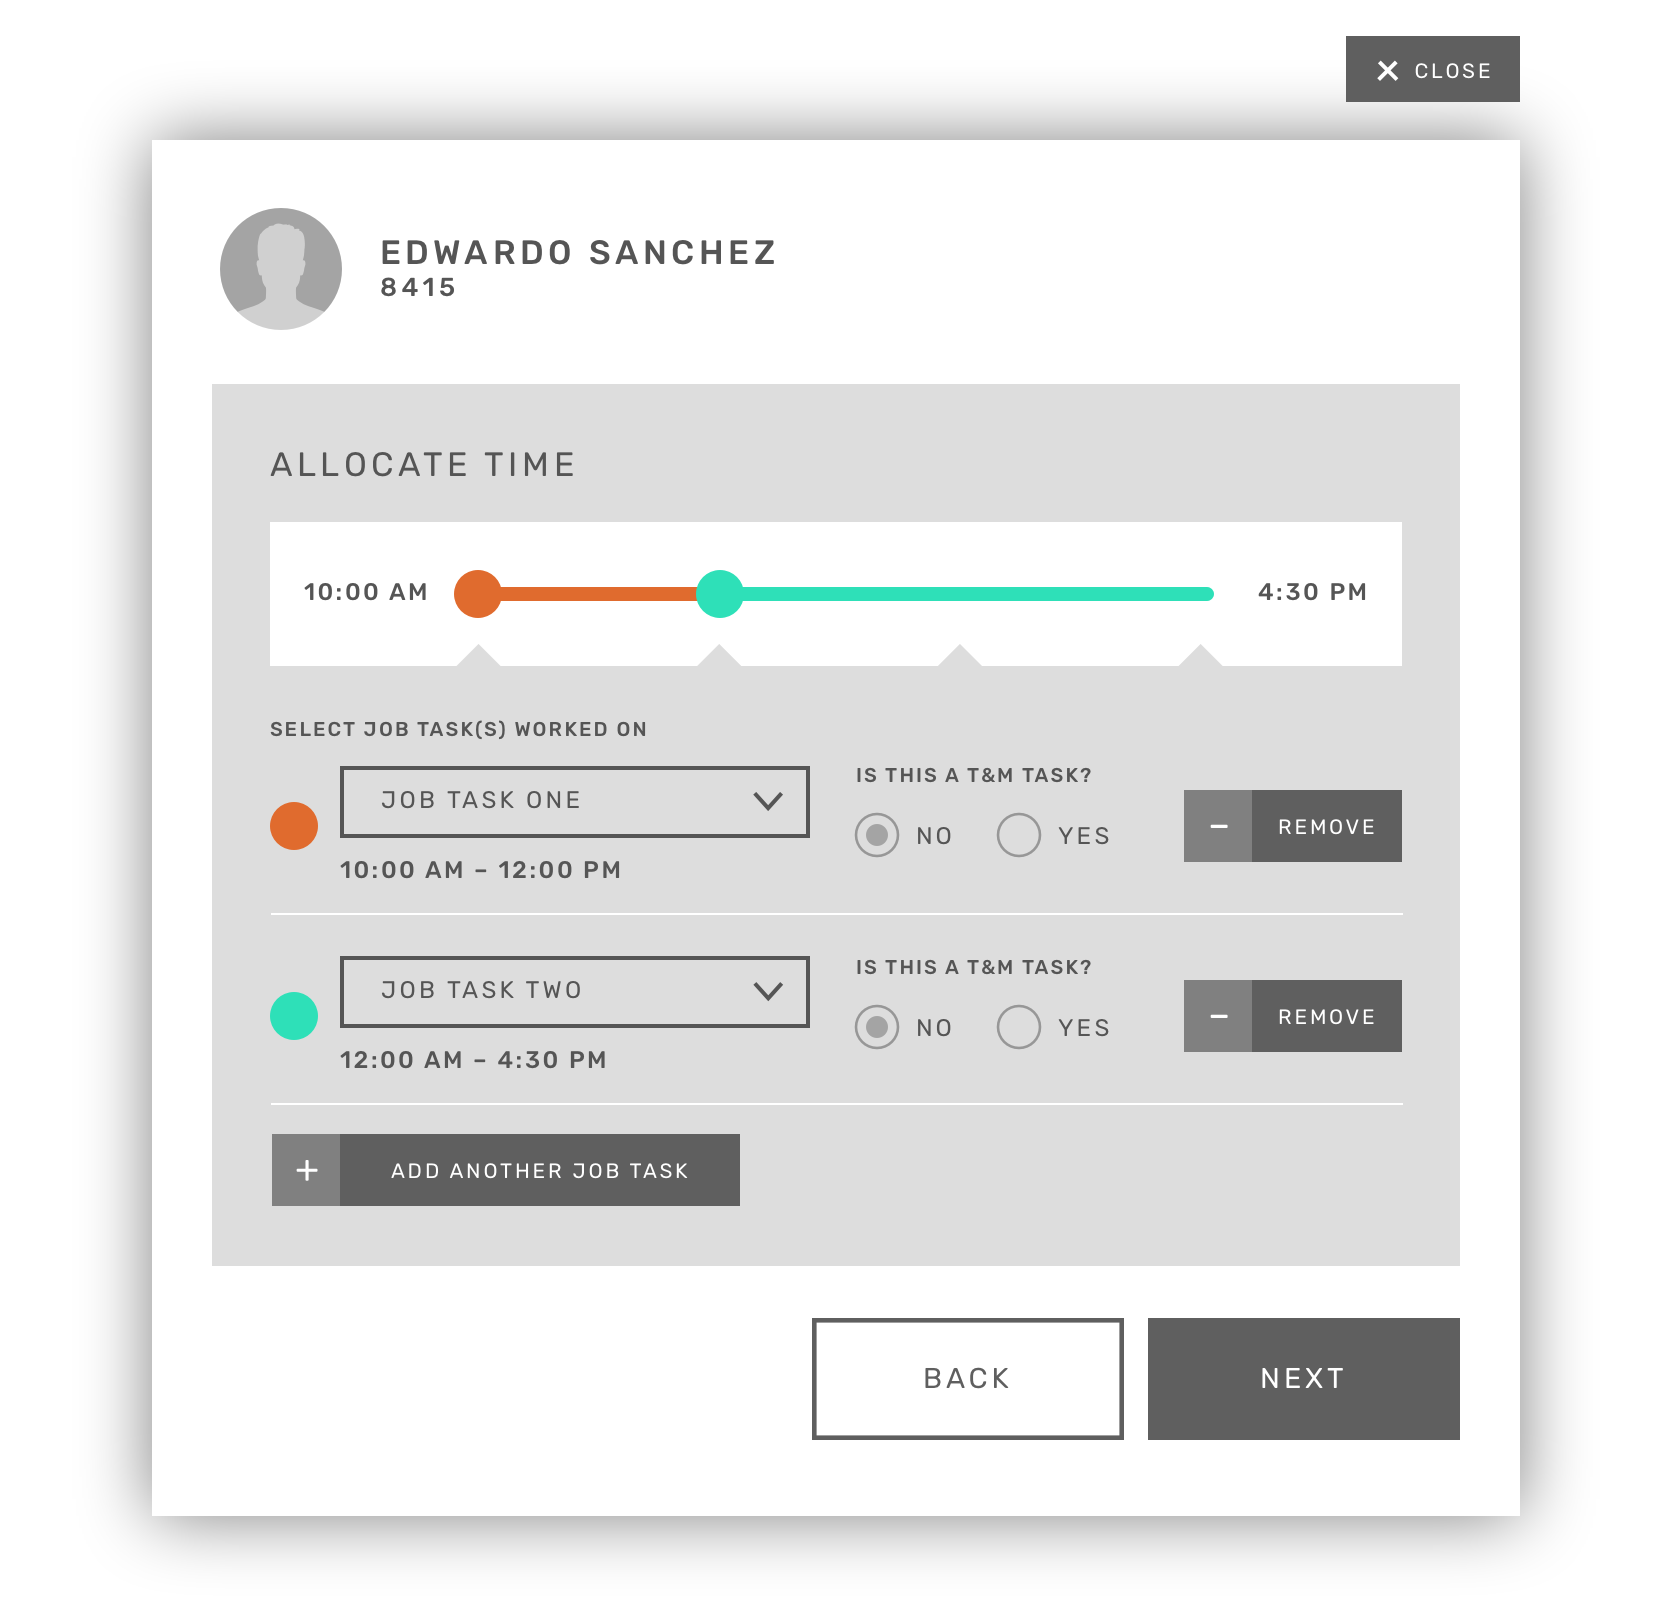 CLOSE
EDWARDO SANCHEZ
8415
ALLOCATE TIME
10:00 AM
4:30 PM
SELECT JOB TASK(S) WORKED ON
JOB TASK ONE
10:00 AM – 12:00 PM
IS THIS A T&M TASK?
NO YES
REMOVE
JOB TASK TWO
12:00 AM – 4:30 PM
IS THIS A T&M TASK?
NO YES
REMOVE
ADD ANOTHER JOB TASK
BACK
NEXT